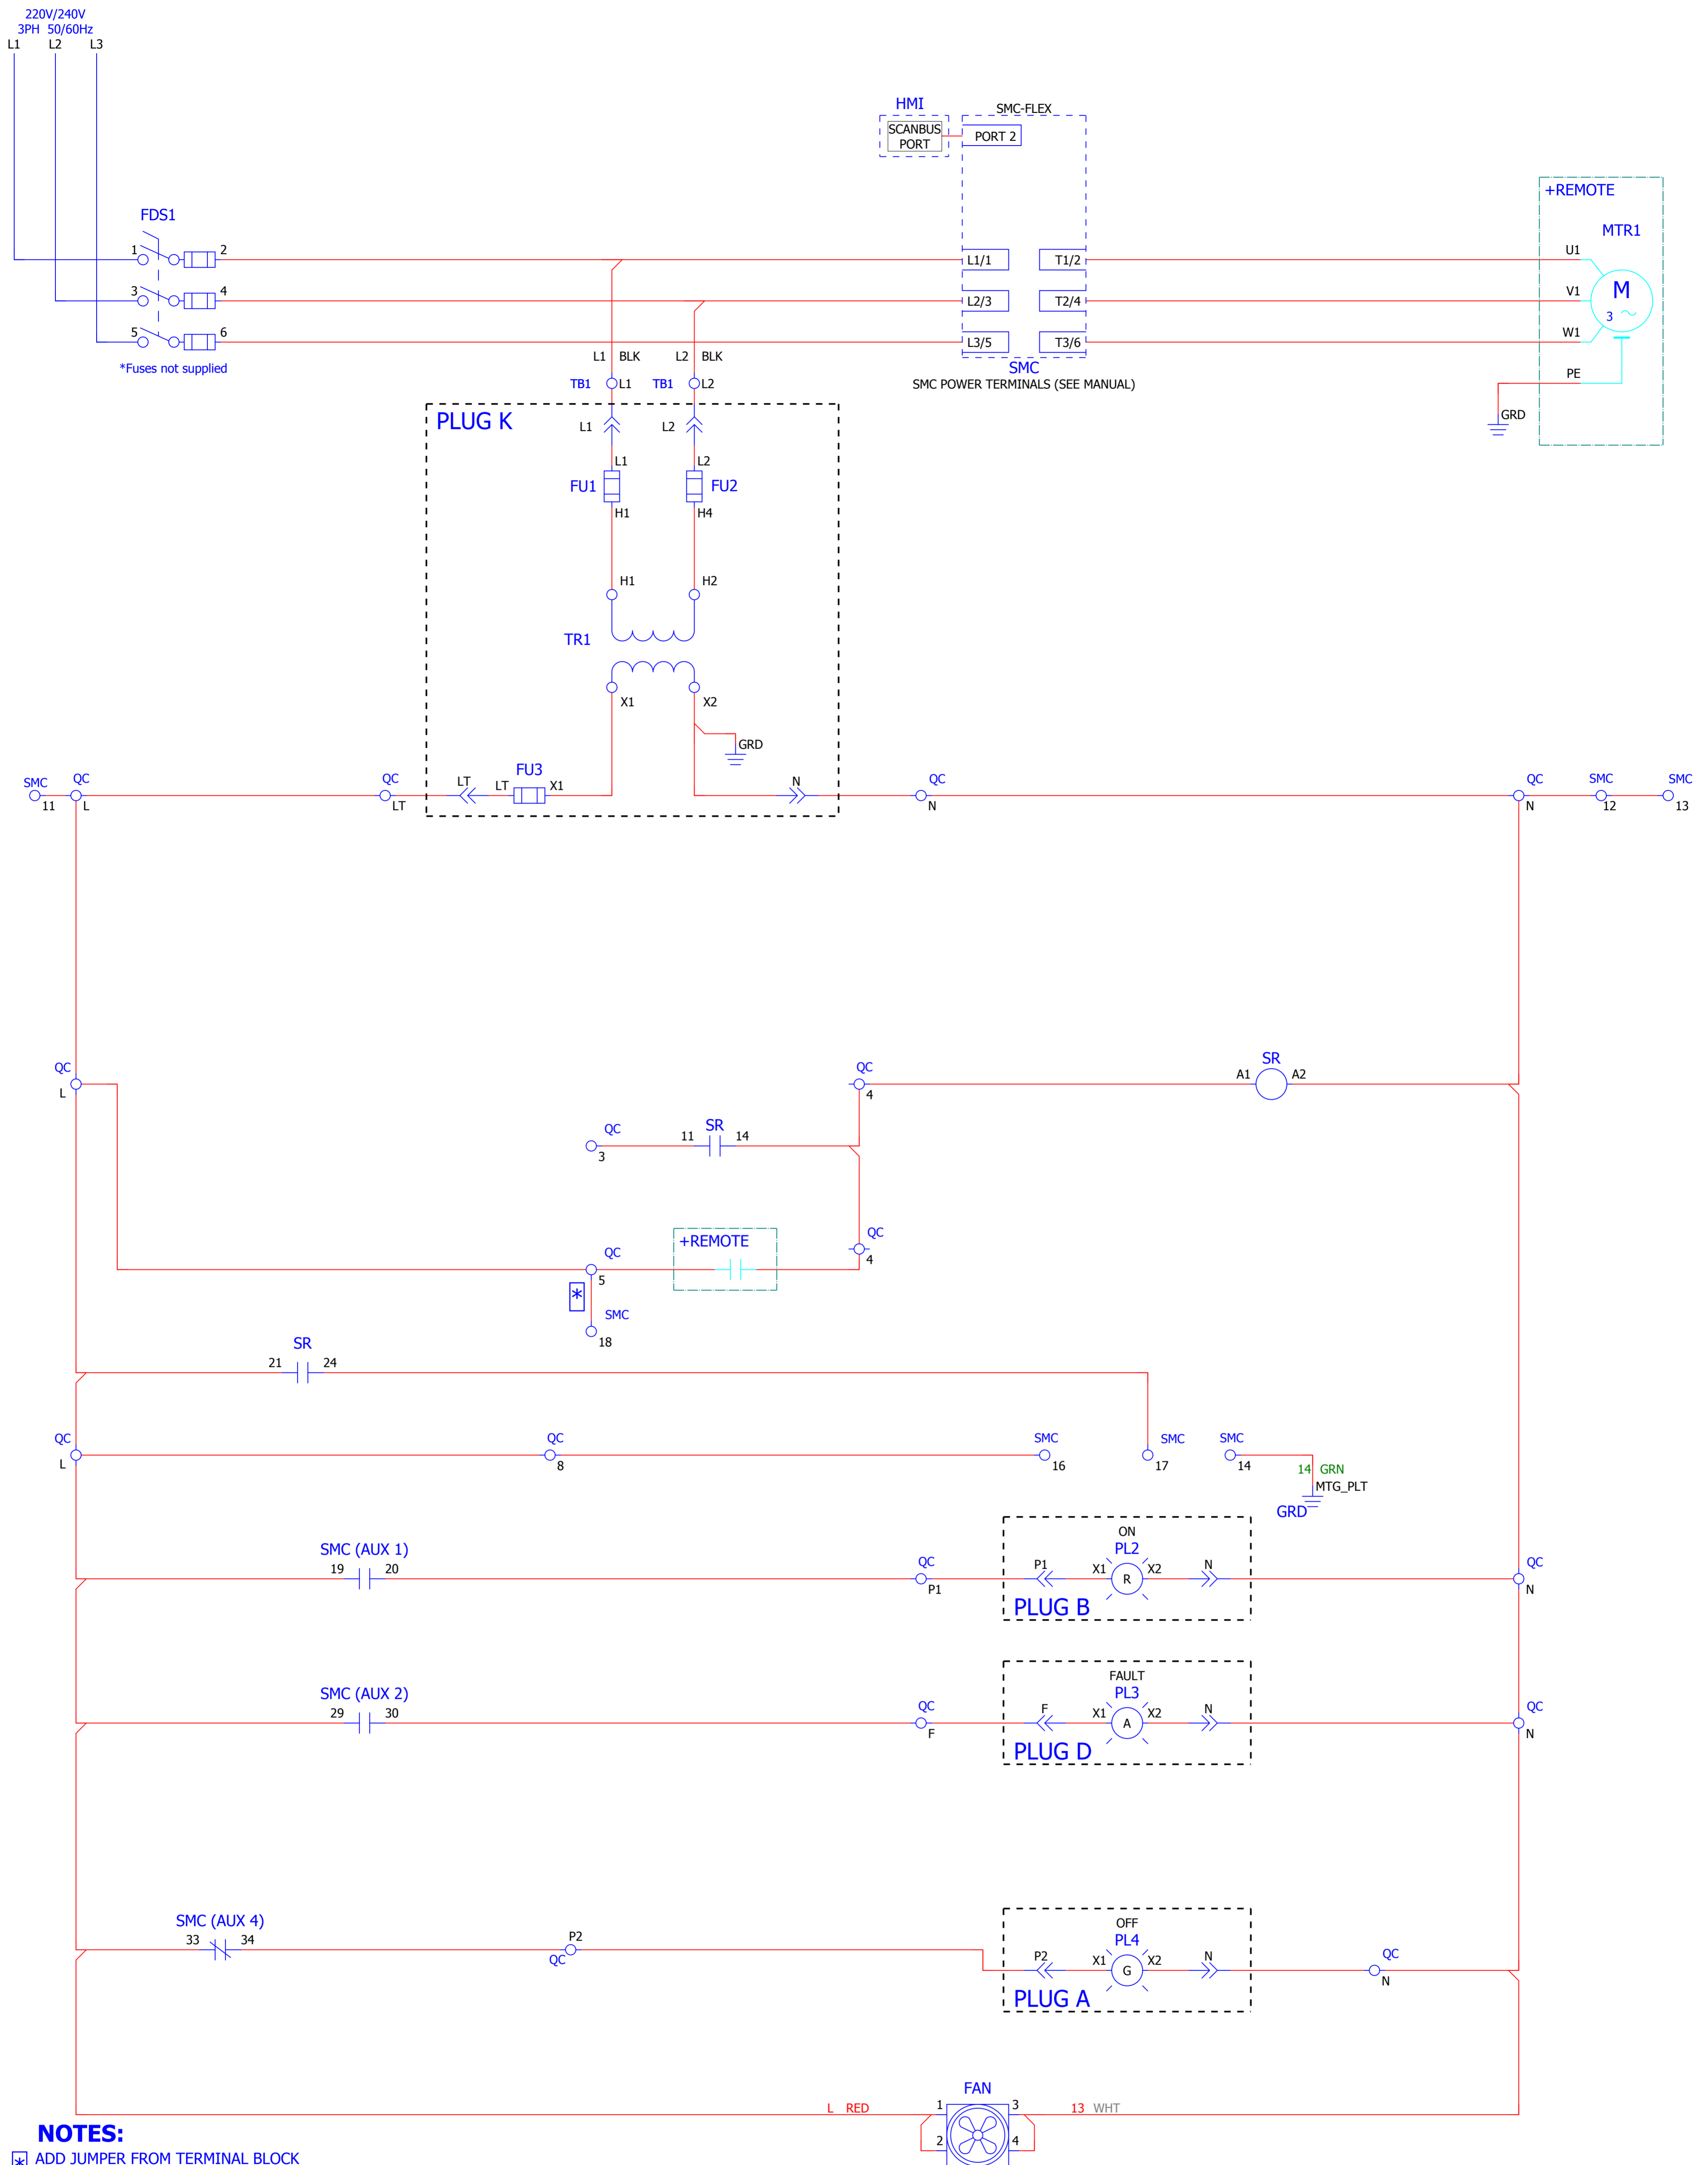 220V/240V
3PH 50/60Hz
L1 L2 L3
HMI
SMC-FLEX
SCANBUS
PORT
PORT 2
+REMOTE
MTR1
FDS1
1 2
3 4
5 6
*Fuses not supplied
L1/1 T1/2
L2/3 T2/4
L3/5 T3/6
SMC
SMC POWER TERMINALS (SEE MANUAL)
U1
V1
W1
M
3
PE
GRD
L1 BLK L2 BLK
TB1 L1 TB1 L2
PLUG K
L1 L2
L1 L2
FU1 FU2
H1 H4
H1 H2
TR1
X1 X2
GRD
SMC
11
QC
L
QC
LT
LT
LT
FU3
X1
N
QC
N
QC
N
SMC
12
SMC
13
QC
L
QC
4
A1 SR A2
QC
3
11 SR 14
QC
4
+REMOTE
QC
5
*
SMC
18
SR
21 24
QC
L
QC
8
SMC
16
SMC
17
SMC
14
14 GRN
MTG_PLT
GRD
SMC (AUX 1)
19 20
QC
P1
ON
PL2
P1 X1 R X2 N
PLUG B
QC
N
SMC (AUX 2)
29 30
QC
F
FAULT
PL3
F X1 A X2 N
PLUG D
QC
N
SMC (AUX 4)
33 34
P2
QC
OFF
PL4
P2 X1 G X2 N
PLUG A
QC
N
FAN
L RED 1 3 13 WHT
2 4
NOTES:
* ADD JUMPER FROM TERMINAL BLOCK